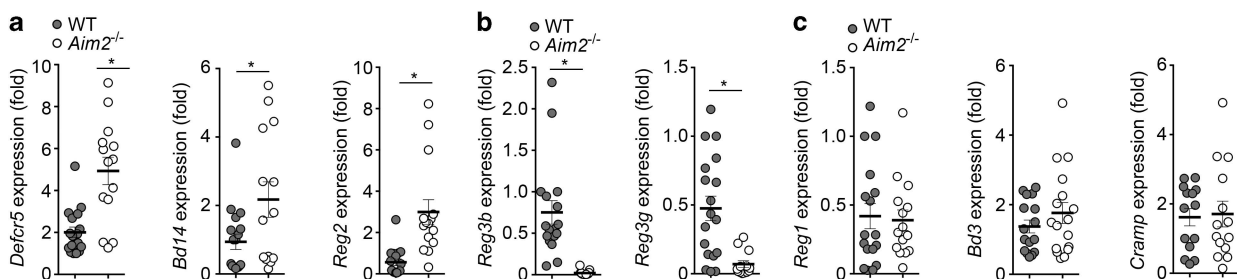 a
WT
Aim2-/-
Defcr5 expression (fold)
10
8
6
4
2
0
*
Bd14 expression (fold)
6
4
2
0
*
Reg2 expression (fold)
10
8
6
4
2
0
*
b
WT
Aim2-/-
Reg3b expression (fold)
2.5
2.0
1.5
1.0
0.5
0
*
Reg3g expression (fold)
1.5
1.0
0.5
0
*
c
WT
Aim2-/-
Reg1 expression (fold)
1.5
1.0
0.5
0
Bd3 expression (fold)
6
4
2
0
Cramp expression (fold)
6
4
2
0